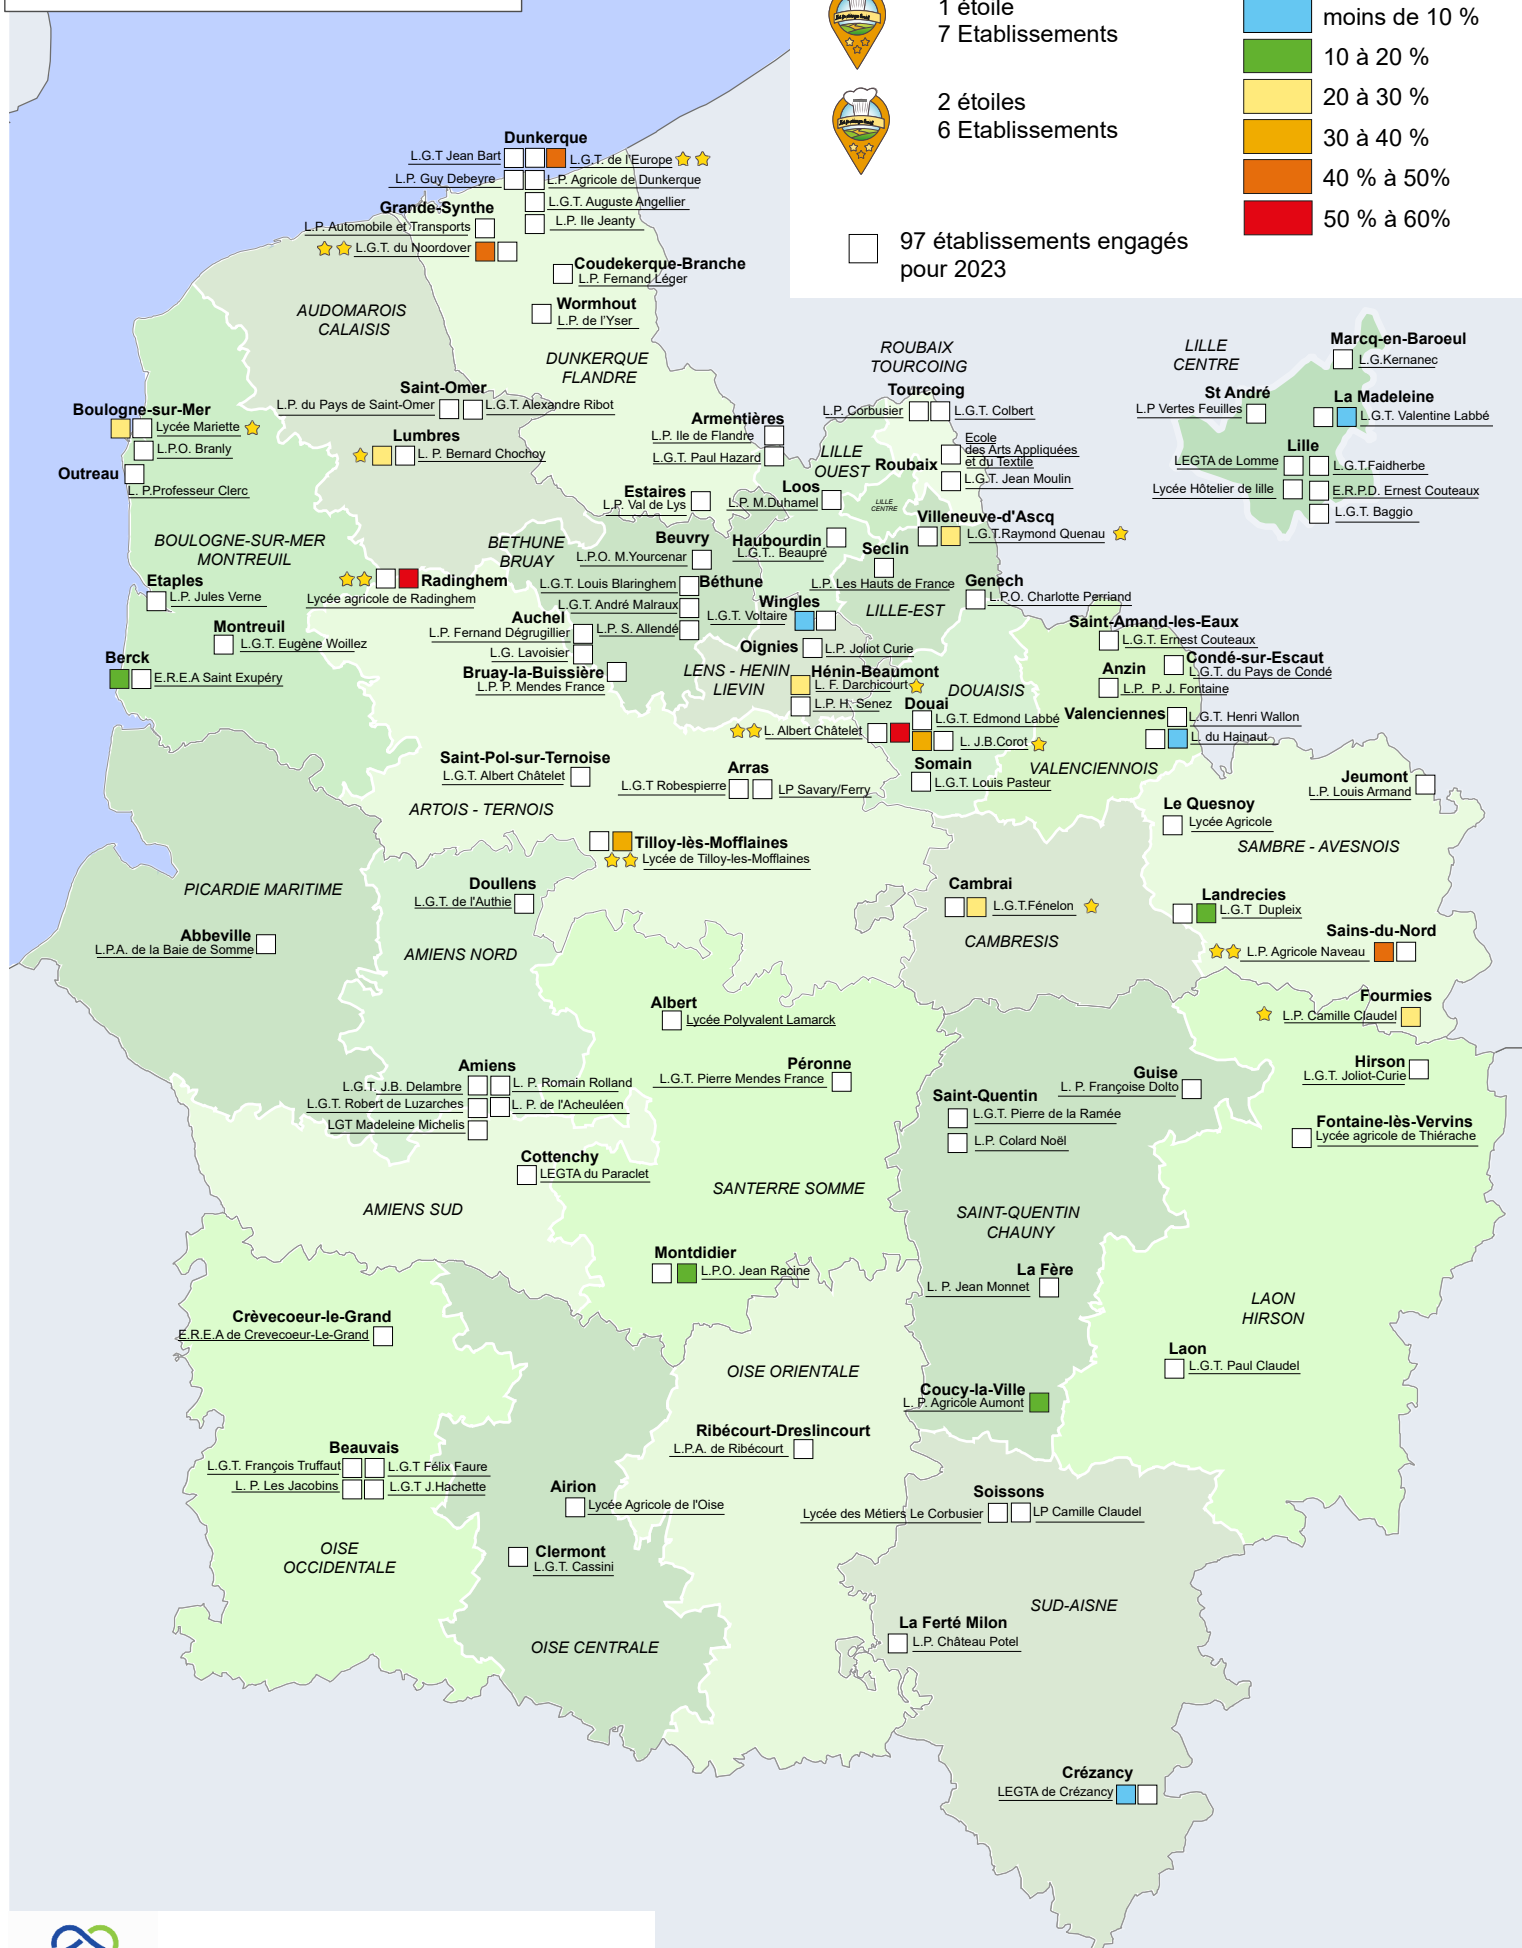 1 étoile
7 Etablissements
2 étoiles
6 Etablissements
97 établissements engagés
pour 2023
moins de 10 %
10 à 20 %
20 à 30 %
30 à 40 %
40 % à 50%
50 % à 60%
Dunkerque
L.G.T Jean Bart
L.G.T. de l'Europe
L.P. Guy Debeyre
L.P. Agricole de Dunkerque
L.G.T. Auguste Angellier
L.P. Ile Jeanty
Grande-Synthe
L.P. Automobile et Transports
L.G.T. du Noordover
Coudekerque-Branche
L.P. Fernand Léger
Wormhout
L.P. de l'Yser
AUDOMAROIS
CALAISIS
DUNKERQUE
FLANDRE
ROUBAIX
TOURCOING
LILLE
CENTRE
Marcq-en-Baroeul
L.G.Kernanec
St André
L.P Vertes Feuilles
La Madeleine
L.G.T. Valentine Labbé
Lille
LEGTA de Lomme
L.G.T.Faidherbe
Lycée Hôtelier de lille
E.R.P.D. Ernest Couteaux
L.G.T. Baggio
Saint-Omer
L.P. du Pays de Saint-Omer
L.G.T. Alexandre Ribot
Boulogne-sur-Mer
Lycée Mariette
L.P.O. Branly
Lumbres
L. P. Bernard Chochoy
Outreau
L. P.Professeur Clerc
Tourcoing
L.P. Corbusier
L.G.T. Colbert
Armentières
L.P. Ile de Flandre
L.G.T. Paul Hazard
LILLE
OUEST
Roubaix
Ecole
des Arts Appliquées
et du Textile
L.G.T. Jean Moulin
Estaires
L.P. Val de Lys
Loos
L.P. M.Duhamel
LILLE
CENTRE
Villeneuve-d'Ascq
L.G.T.Raymond Quenau
BOULOGNE-SUR-MER
MONTREUIL
BETHUNE
BRUAY
Beuvry
L.P.O. M.Yourcenar
Haubourdin
L.G.T.. Beaupré
Seclin
L.P. Les Hauts de France
Genech
L.P.O. Charlotte Perriand
LILLE-EST
Etaples
L.P. Jules Verne
Radinghem
Lycée agricole de Radinghem
Béthune
L.G.T. Louis Blaringhem
L.G.T. André Malraux
L.P. S. Allendé
Wingles
L.G.T. Voltaire
Auchel
L.P. Fernand Dégrugillier
L.G. Lavoisier
Montreuil
L.G.T. Eugène Woillez
Berck
E.R.E.A Saint Exupéry
Bruay-la-Buissière
L.P. P. Mendes France
Oignies
L.P. Joliot Curie
LENS - HENIN
LIEVIN
Hénin-Beaumont
L. F. Darchicourt
L.P. H. Senez
DOUAISIS
Saint-Amand-les-Eaux
L.G.T. Ernest Couteaux
Condé-sur-Escaut
L.G.T. du Pays de Condé
Anzin
L.P. P. J. Fontaine
Valenciennes
L.G.T. Henri Wallon
L. du Hainaut
Douai
L.G.T. Edmond Labbé
L. Albert Châtelet
L. J.B.Corot
Somain
L.G.T. Louis Pasteur
VALENCIENNOIS
Saint-Pol-sur-Ternoise
L.G.T. Albert Châtelet
Arras
L.G.T Robespierre
LP Savary/Ferry
ARTOIS - TERNOIS
Tilloy-lès-Mofflaines
Lycée de Tilloy-les-Mofflaines
Jeumont
L.P. Louis Armand
Le Quesnoy
Lycée Agricole
SAMBRE - AVESNOIS
PICARDIE MARITIME
Doullens
L.G.T. de l'Authie
Cambrai
L.G.T.Fénelon
CAMBRESIS
Landrecies
L.G.T Dupleix
Sains-du-Nord
L.P. Agricole Naveau
Abbeville
L.P.A. de la Baie de Somme
AMIENS NORD
Fourmies
L.P. Camille Claudel
Albert
Lycée Polyvalent Lamarck
Péronne
L.G.T. Pierre Mendes France
Hirson
L.G.T. Joliot-Curie
Amiens
L.G.T. J.B. Delambre
L. P. Romain Rolland
L.G.T. Robert de Luzarches
L. P. de l'Acheuléen
LGT Madeleine Michelis
Guise
L. P. Françoise Dolto
Saint-Quentin
L.G.T. Pierre de la Ramée
L.P. Colard Noël
Fontaine-lès-Vervins
Lycée agricole de Thiérache
Cottenchy
LEGTA du Paraclet
SANTERRE SOMME
AMIENS SUD
SAINT-QUENTIN
CHAUNY
Montdidier
L.P.O. Jean Racine
La Fère
L. P. Jean Monnet
LAON
HIRSON
Crèvecoeur-le-Grand
E.R.E.A de Crevecoeur-Le-Grand
Laon
L.G.T. Paul Claudel
OISE ORIENTALE
Coucy-la-Ville
L. P. Agricole Aumont
Ribécourt-Dreslincourt
L.P.A. de Ribécourt
Beauvais
L.G.T. François Truffaut
L.G.T Félix Faure
L. P. Les Jacobins
L.G.T J.Hachette
Airion
Lycée Agricole de l'Oise
Soissons
Lycée des Métiers Le Corbusier
LP Camille Claudel
OISE
OCCIDENTALE
Clermont
L.G.T. Cassini
SUD-AISNE
La Ferté Milon
L.P. Château Potel
OISE CENTRALE
Crézancy
LEGTA de Crézancy